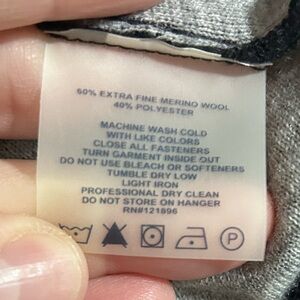 60% EXTRA FINE MERINO WOOL
40% POLYESTER
MACHINE WASH COLD
WITH LIKE COLORS
CLOSE ALL FASTENERS
TURN GARMENT INSIDE OUT
DO NOT USE BLEACH OR SOFTENERS
TUMBLE DRY LOW
LIGHT IRON
PROFESSIONAL DRY CLEAN
DO NOT STORE ON HANGER
RN#121896
P